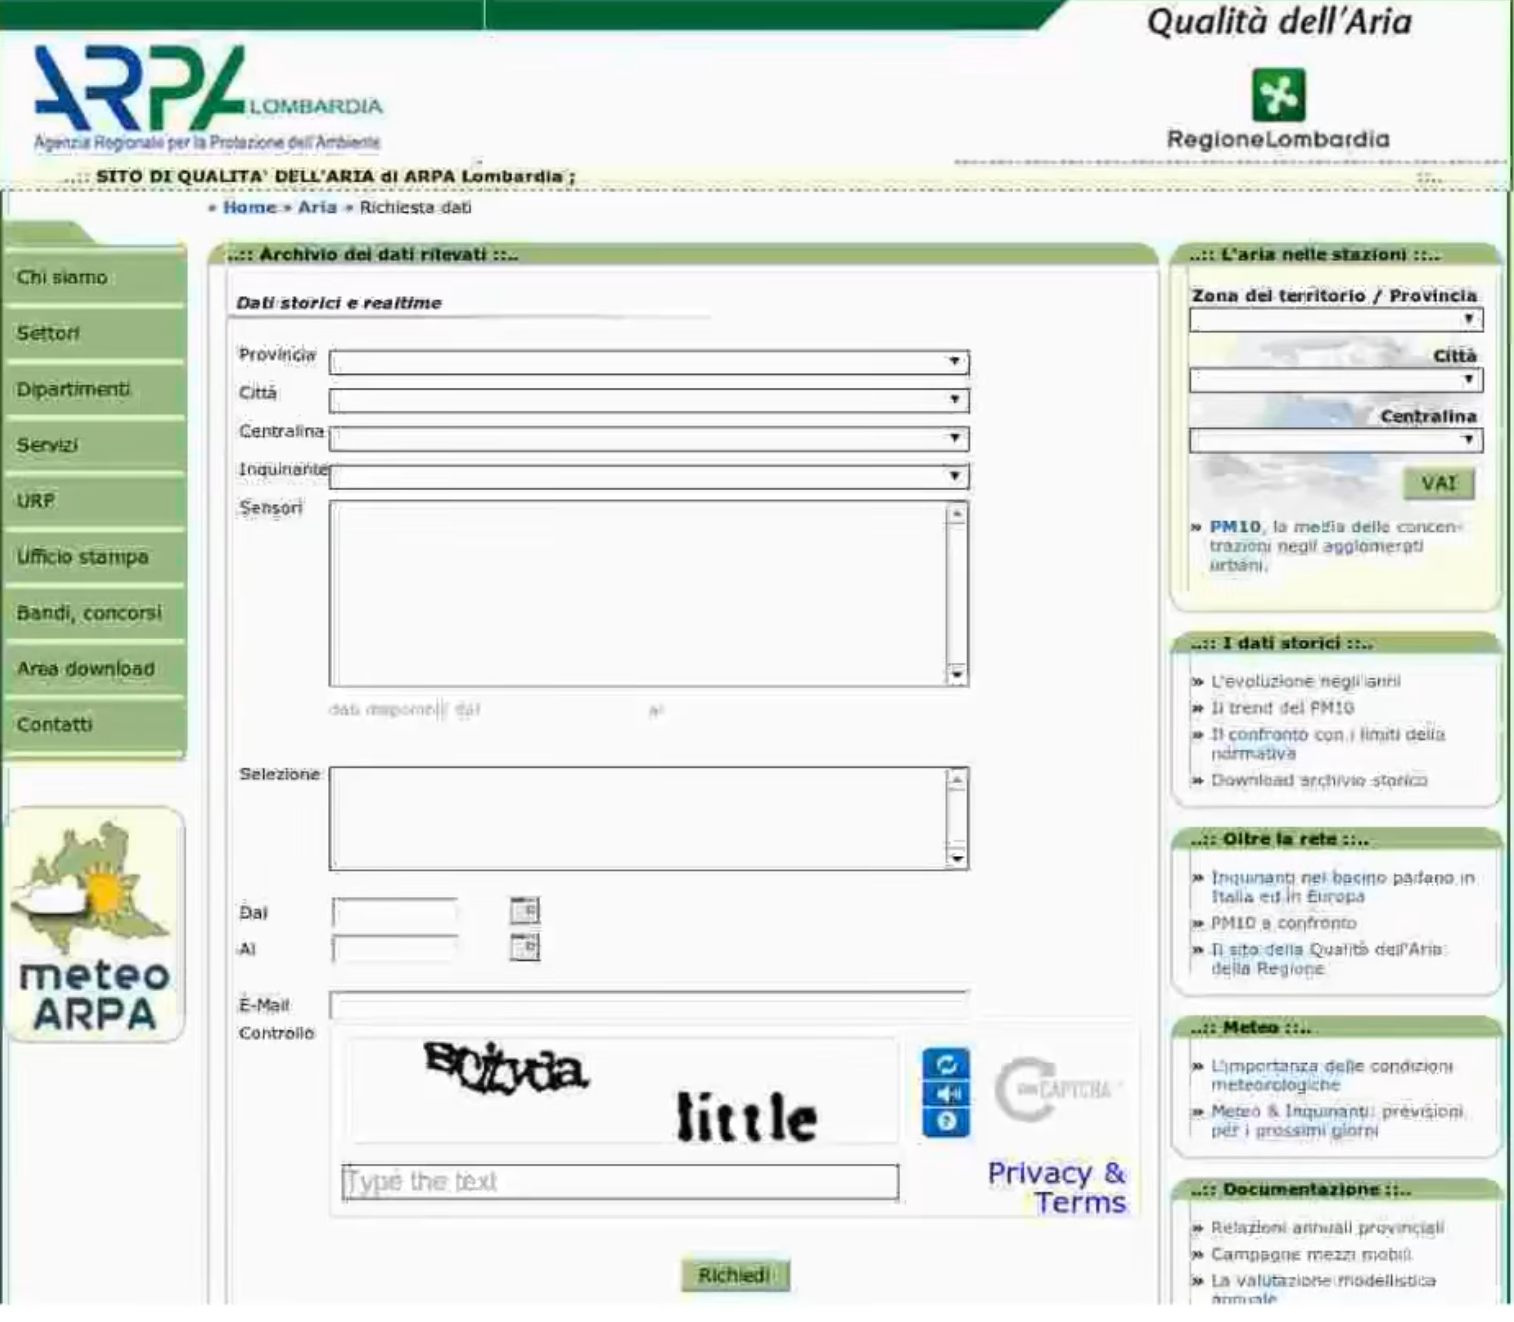 Qualità dell'Aria
ARPA LOMBARDIA
Agenzia Regionale per la Protezione dell'Ambiente
RegioneLombardia
..:: SITO DI QUALITA' DELL'ARIA di ARPA Lombardia ;
::..
» Home » Aria » Richiesta dati
Chi siamo
Settori
Dipartimenti
Servizi
URP
Ufficio stampa
Bandi, concorsi
Area download
Contatti
meteo
ARPA
..:: Archivio dei dati rilevati ::..
Dati storici e realtime
Provincia
Città
Centralina
Inquinante
Sensori
dati disponibili dal al
Selezione
Dal
Al
E-Mail
Controllo
little
Type the text
CAPTCHA
Privacy &
Terms
Richiedi
..:: L'aria nelle stazioni ::..
Zona del territorio / Provincia
Città
Centralina
VAI
» PM10, la media delle concen-
trazioni negli agglomerati
urbani.
..:: I dati storici ::..
» L'evoluzione negli anni
» Il trend del PM10
» Il confronto con i limiti della
normativa
» Download archivio storico
..:: Oltre la rete ::..
» Inquinanti nel bacino padano in
Italia ed in Europa
» PM10 a confronto
» Il sito della Qualità dell'Aria
della Regione
..:: Meteo ::..
» L'importanza delle condizioni
meteorologiche
» Meteo & Inquinanti: previsioni
per i prossimi giorni
..:: Documentazione ::..
» Relazioni annuali provinciali
» Campagne mezzi mobili
» La valutazione modellistica
annuale